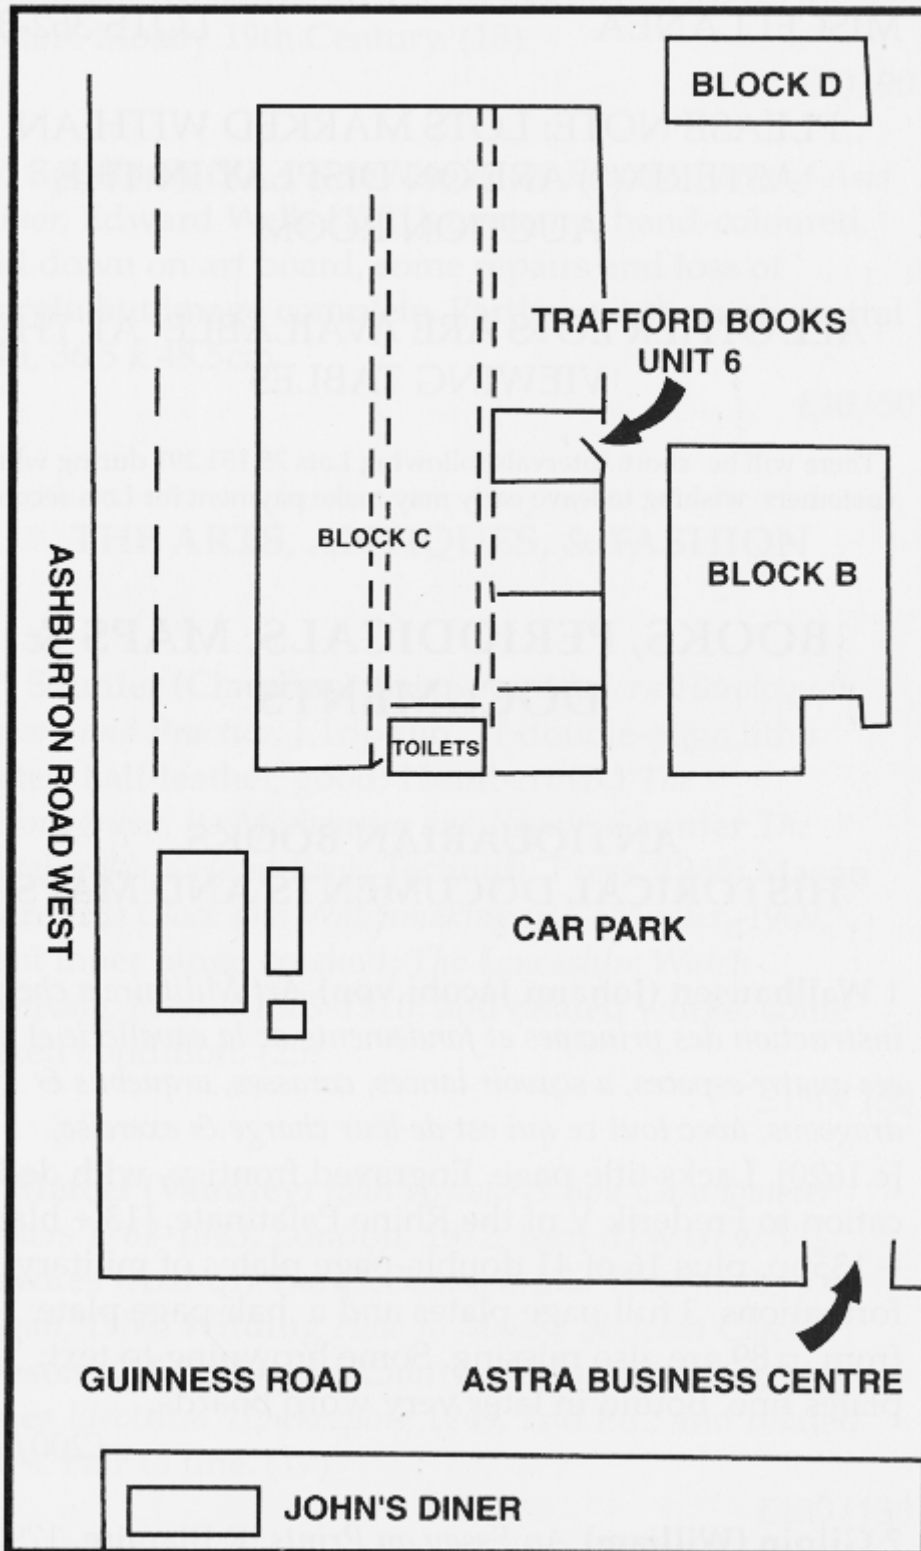 BLOCK D
TRAFFORD BOOKS
UNIT 6
BLOCK C
BLOCK B
ASHBURTON ROAD WEST
TOILETS
CAR PARK
GUINNESS ROAD
ASTRA BUSINESS CENTRE
JOHN'S DINER